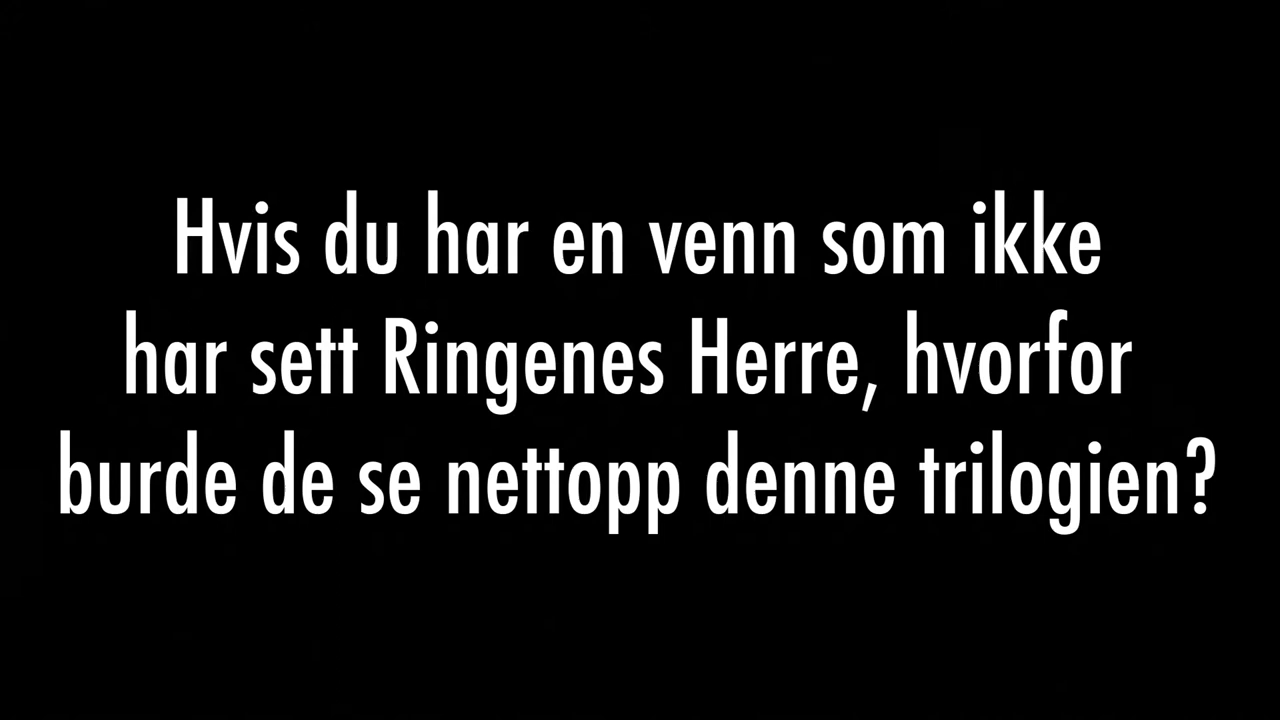 Hvis du har en venn som ikke
har sett Ringenes Herre, hvorfor
burde de se nettopp denne trilogien?